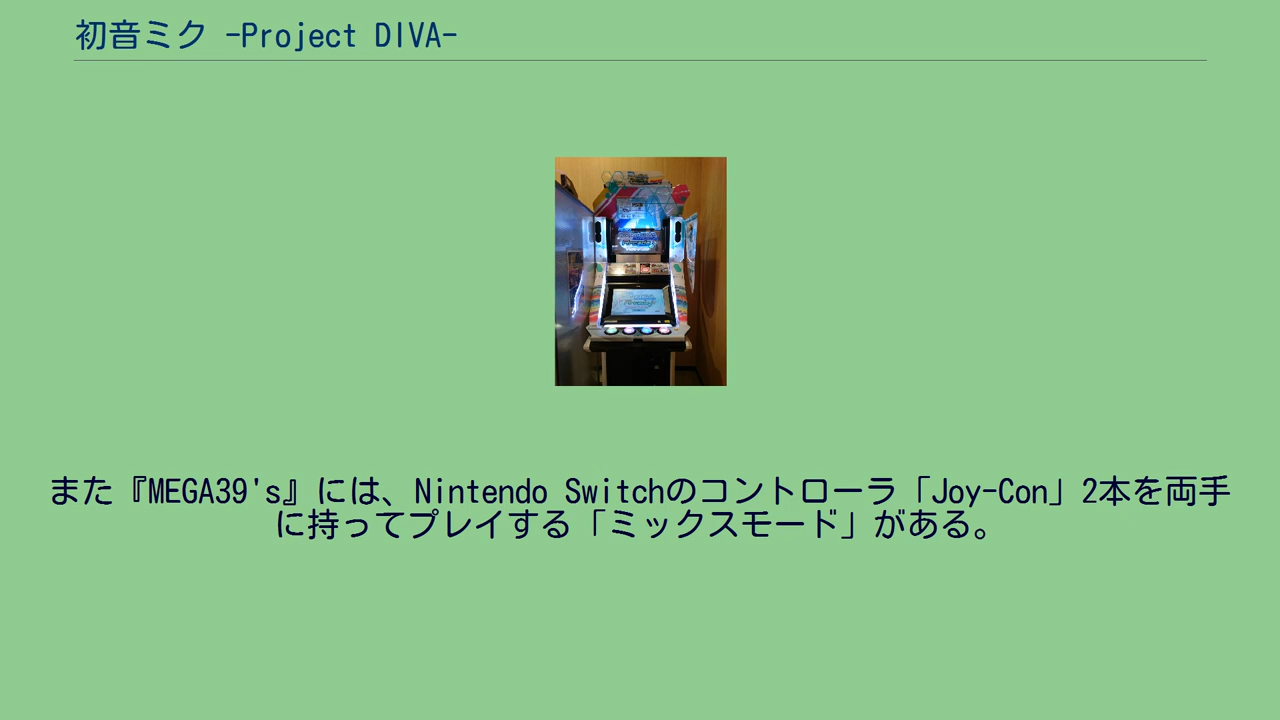 初音ミク -Project DIVA-
また『MEGA39's』には、Nintendo Switchのコントローラ「Joy-Con」2本を両手
に持ってプレイする「ミックスモード」がある。